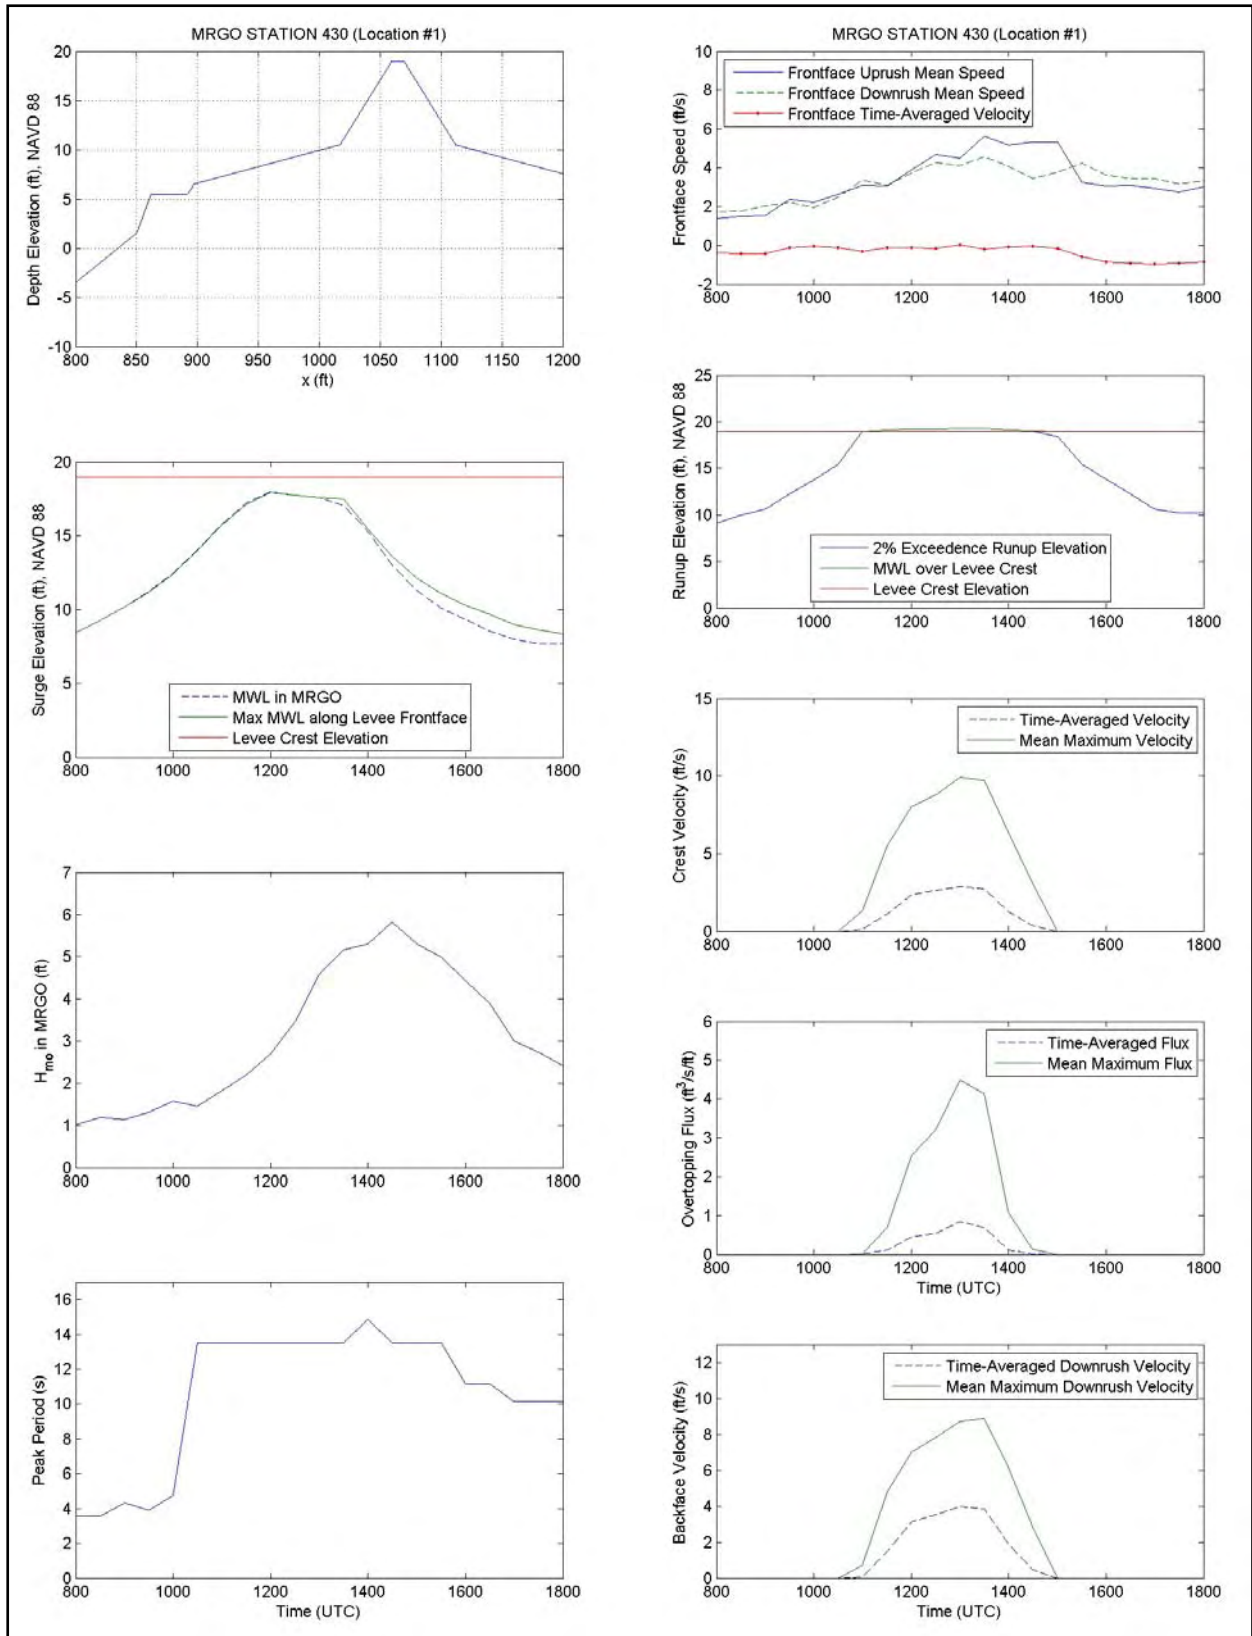 MRGO STATION 430 (Location #1)
20
15
10
5
0
-5
-10
Depth Elevation (ft), NAVD 88
800 850 900 950 1000 1050 1100 1150 1200
x (ft)
20
15
10
5
0
Surge Elevation (ft), NAVD 88
MWL in MRGO
Max MWL along Levee Frontface
Levee Crest Elevation
800 1000 1200 1400 1600 1800
7
6
5
4
3
2
1
0
Hmo in MRGO (ft)
800 1000 1200 1400 1600 1800
16
14
12
10
8
6
4
2
0
Peak Period (s)
800 1000 1200 1400 1600 1800
Time (UTC)
MRGO STATION 430 (Location #1)
10
8
6
4
2
0
-2
Frontface Speed (ft/s)
Frontface Uprush Mean Speed
Frontface Downrush Mean Speed
Frontface Time-Averaged Velocity
800 1000 1200 1400 1600 1800
25
20
15
10
5
0
Runup Elevation (ft), NAVD 88
2% Exceedence Runup Elevation
MWL over Levee Crest
Levee Crest Elevation
800 1000 1200 1400 1600 1800
15
10
5
0
Crest Velocity (ft/s)
Time-Averaged Velocity
Mean Maximum Velocity
800 1000 1200 1400 1600 1800
6
5
4
3
2
1
0
Overtopping Flux (ft³/s/ft)
Time-Averaged Flux
Mean Maximum Flux
800 1000 1200 1400 1600 1800
Time (UTC)
12
10
8
6
4
2
0
Backface Velocity (ft/s)
Time-Averaged Downrush Velocity
Mean Maximum Downrush Velocity
800 1000 1200 1400 1600 1800
Time (UTC)